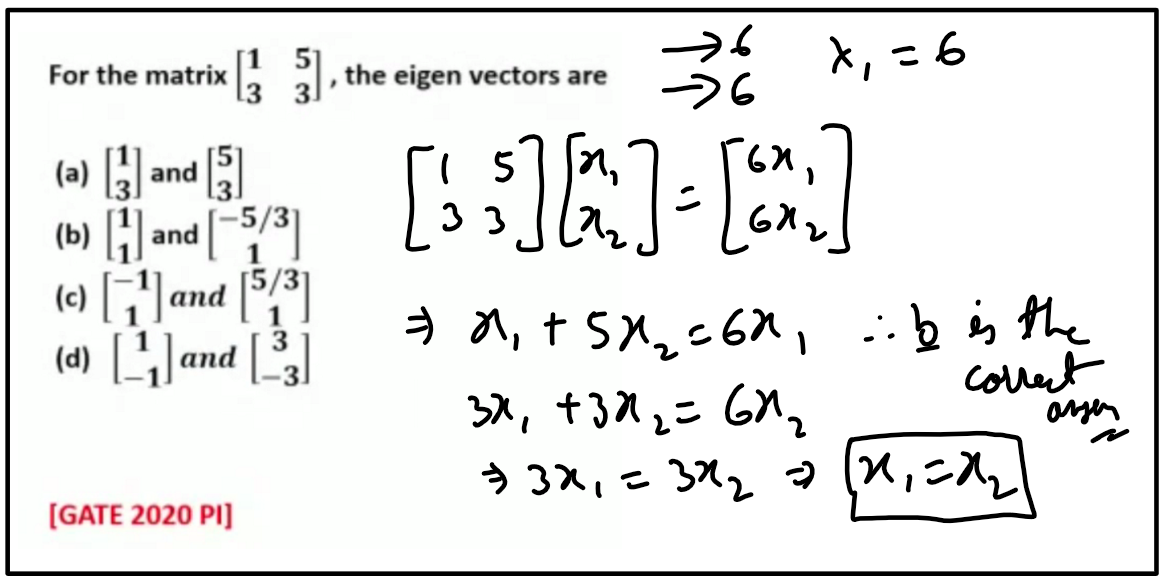 For the matrix [1 5; 3 3], the eigen vectors are
(a) [1; 3] and [5; 3]
(b) [1; 1] and [-5/3; 1]
(c) [-1; 1] and [5/3; 1]
(d) [1; -1] and [3; -3]
[GATE 2020 PI]
→6
→6
λ₁ = 6
[1 5; 3 3] [x₁; x₂] = [6x₁; 6x₂]
⇒ x₁ + 5x₂ = 6x₁
3x₁ + 3x₂ = 6x₂
⇒ 3x₁ = 3x₂ ⇒ x₁ = x₂
∴ b is the
correct